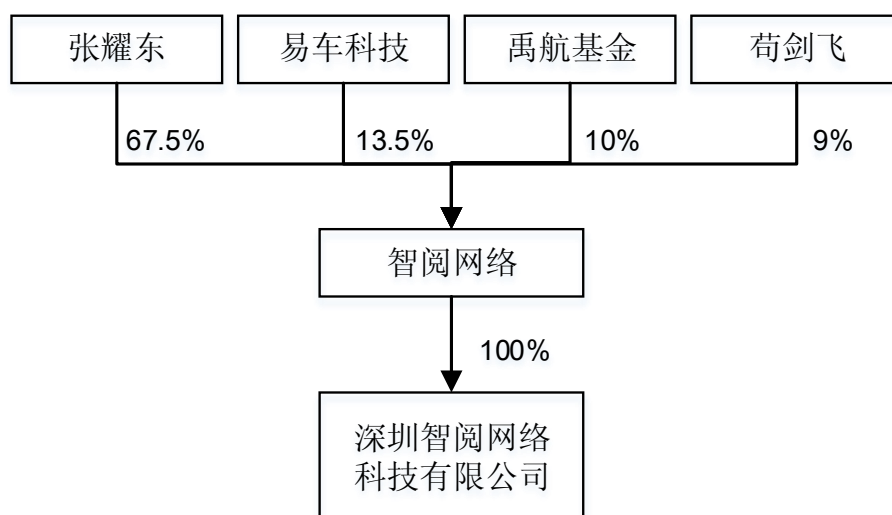 张耀东
易车科技
禹航基金
苟剑飞
67.5%
13.5%
10%
9%
智阅网络
100%
深圳智阅网络
科技有限公司